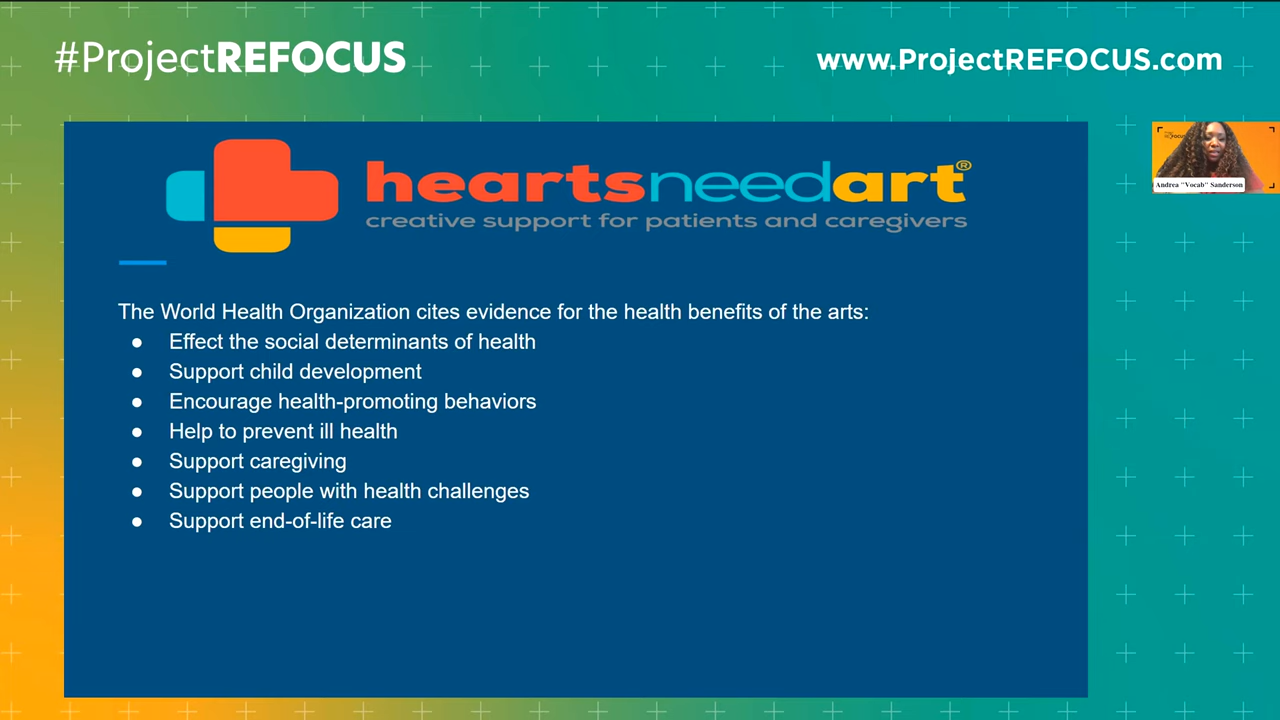 #ProjectREFOCUS
www.ProjectREFOCUS.com
heartsneedart®
creative support for patients and caregivers
The World Health Organization cites evidence for the health benefits of the arts:
● Effect the social determinants of health
● Support child development
● Encourage health-promoting behaviors
● Help to prevent ill health
● Support caregiving
● Support people with health challenges
● Support end-of-life care
REFOCUS
Andrea "Vocab" Sanderson